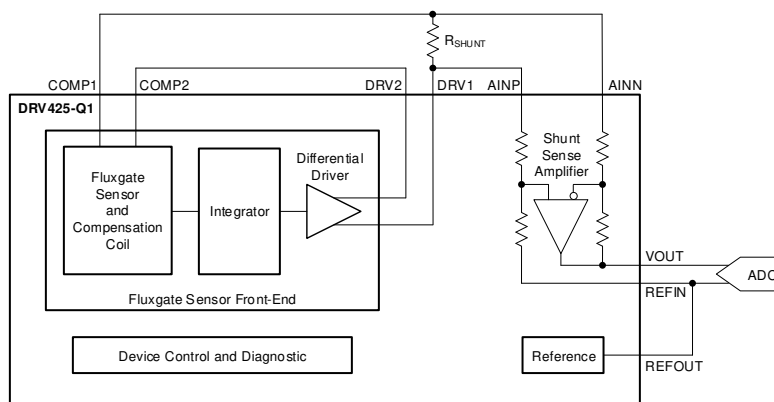 RSHUNT
COMP1
COMP2
DRV2
DRV1
AINP
AINN
DRV425-Q1
Fluxgate
Sensor
and
Compensation
Coil
Integrator
Differential
Driver
Shunt
Sense
Amplifier
VOUT
ADC
REFIN
Fluxgate Sensor Front-End
Device Control and Diagnostic
Reference
REFOUT